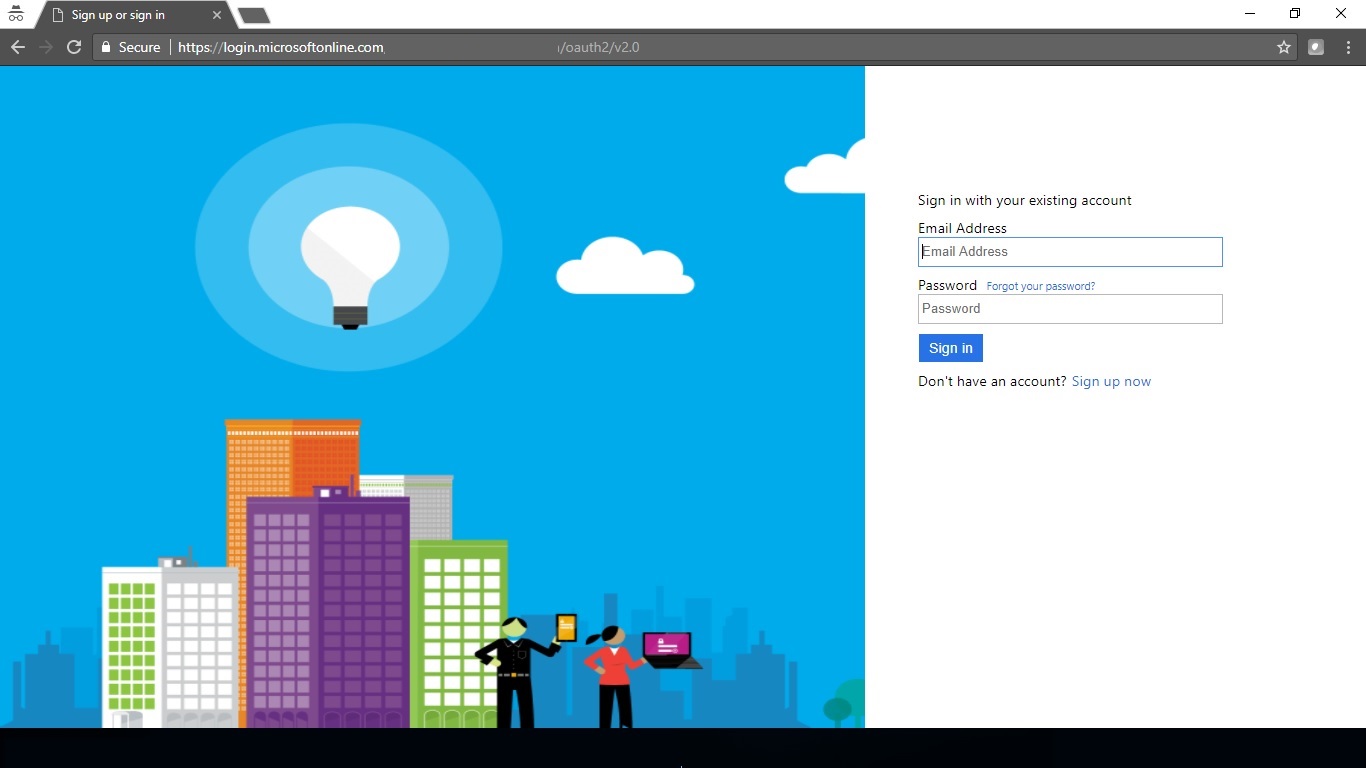 Sign up or sign in
Secure
https://login.microsoftonline.com
/oauth2/v2.0
Sign in with your existing account
Email Address
Email Address
Password Forgot your password?
Password
Sign in
Don't have an account? Sign up now